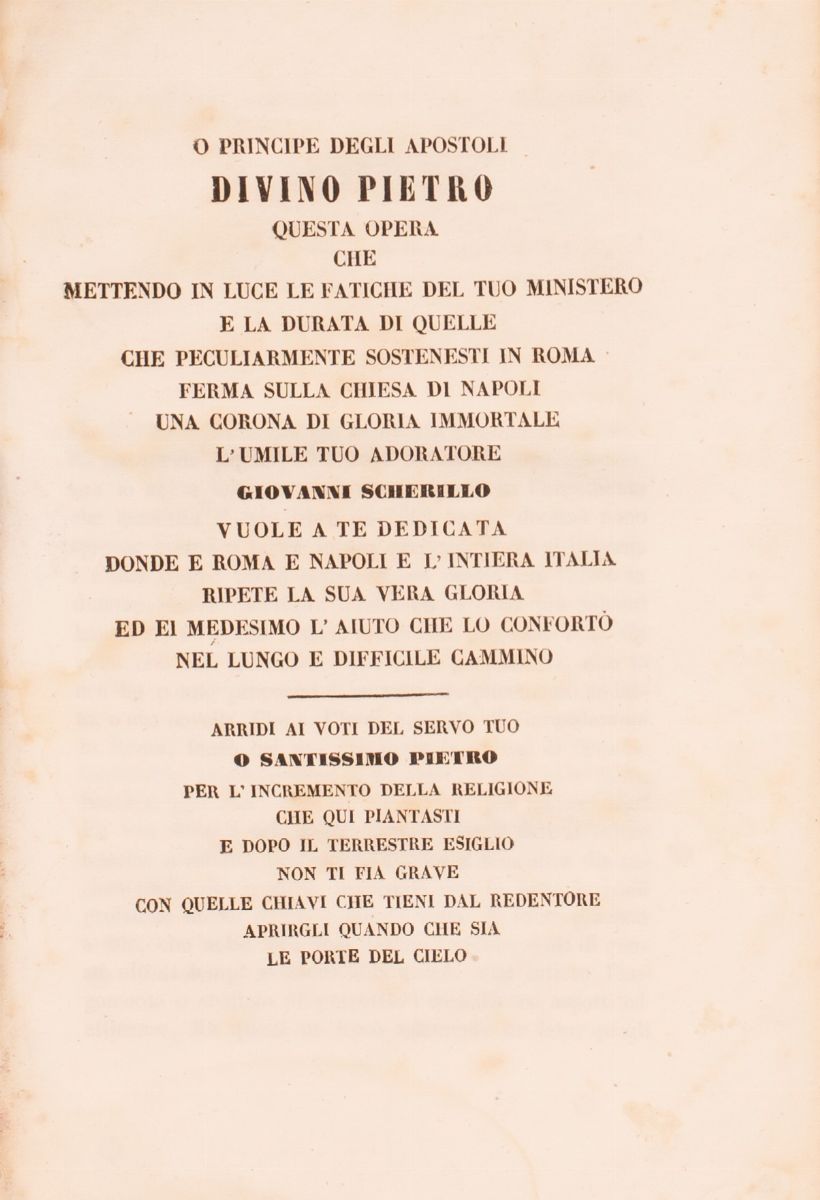 O PRINCIPE DEGLI APOSTOLI
DIVINO PIETRO
QUESTA OPERA
CHE
METTENDO IN LUCE LE FATICHE DEL TUO MINISTERO
E LA DURATA DI QUELLE
CHE PECULIARMENTE SOSTENESTI IN ROMA
FERMA SULLA CHIESA DI NAPOLI
UNA CORONA DI GLORIA IMMORTALE
L'UMILE TUO ADORATORE
GIOVANNI SCHERILLO
VUOLE A TE DEDICATA
DONDE E ROMA E NAPOLI E L'INTIERA ITALIA
RIPETE LA SUA VERA GLORIA
ED EI MEDESIMO L'AIUTO CHE LO CONFORTÒ
NEL LUNGO E DIFFICILE CAMMINO
ARRIDI AI VOTI DEL SERVO TUO
O SANTISSIMO PIETRO
PER L'INCREMENTO DELLA RELIGIONE
CHE QUI PIANTASTI
E DOPO IL TERRESTRE ESIGLIO
NON TI FIA GRAVE
CON QUELLE CHIAVI CHE TIENI DAL REDENTORE
APRIRGLI QUANDO CHE SIA
LE PORTE DEL CIELO